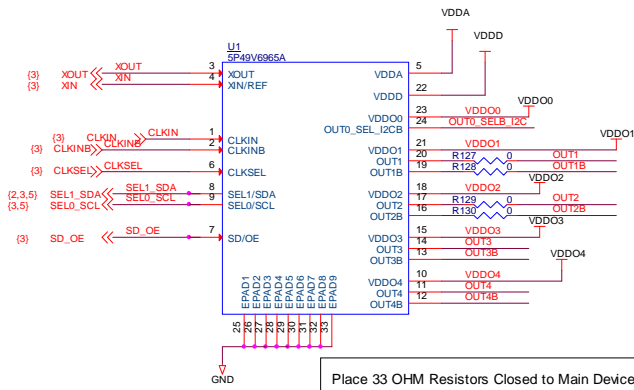 VDDA
VDDD
U1
5P49V6965A
{3} XOUT XOUT 3 XOUT
{3} XIN XIN 4 XIN/REF
VDDA 5
VDDD 22
VDDO0 23 VDDO0 VDDO0
OUT0_SEL_I2CB 24 OUT0_SELB_I2C
{3} CLKIN CLKIN 1 CLKIN
{3} CLKINB CLKINB 2 CLKINB
{3} CLKSEL CLKSEL 6 CLKSEL
VDDO1 21 VDDO1 VDDO1
OUT1 20 R127 0 OUT1
OUT1B 19 R128 0 OUT1B
{2,3,5} SEL1_SDA SEL1_SDA 8 SEL1/SDA
{3,5} SEL0_SCL SEL0_SCL 9 SEL0/SCL
VDDO2 18 VDDO2 VDDO2
OUT2 17 R129 0 OUT2
OUT2B 16 R130 0 OUT2B
{3} SD_OE SD_OE 7 SD/OE
VDDO3 15 VDDO3 VDDO3
OUT3 14 OUT3
OUT3B 13 OUT3B
VDDO4 10 VDDO4 VDDO4
OUT4 11 OUT4
OUT4B 12 OUT4B
EPAD1 EPAD2 EPAD3 EPAD4 EPAD5 EPAD6 EPAD7 EPAD8 EPAD9
25 26 27 28 29 30 31 32 33
GND
Place 33 OHM Resistors Closed to Main Device